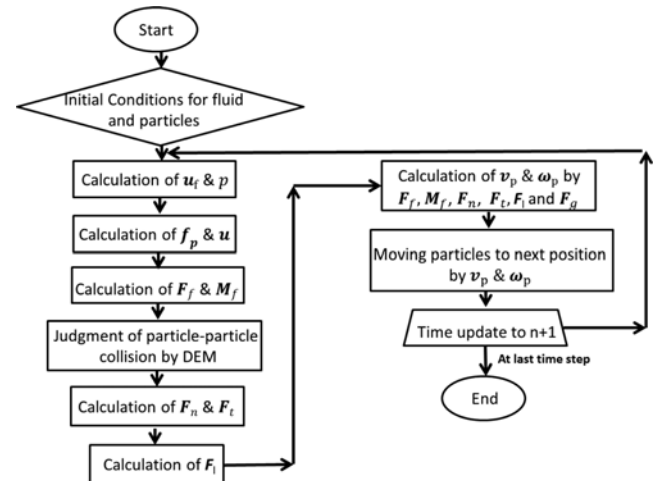 Start
Initial Conditions for fluid
and particles
Calculation of u_f & p
Calculation of f_p & u
Calculation of F_f & M_f
Judgment of particle-particle
collision by DEM
Calculation of F_n & F_t
Calculation of F_l
Calculation of v_p & ω_p by
F_f, M_f, F_n, F_t, F_l and F_g
Moving particles to next position
by v_p & ω_p
Time update to n+1
At last time step
End